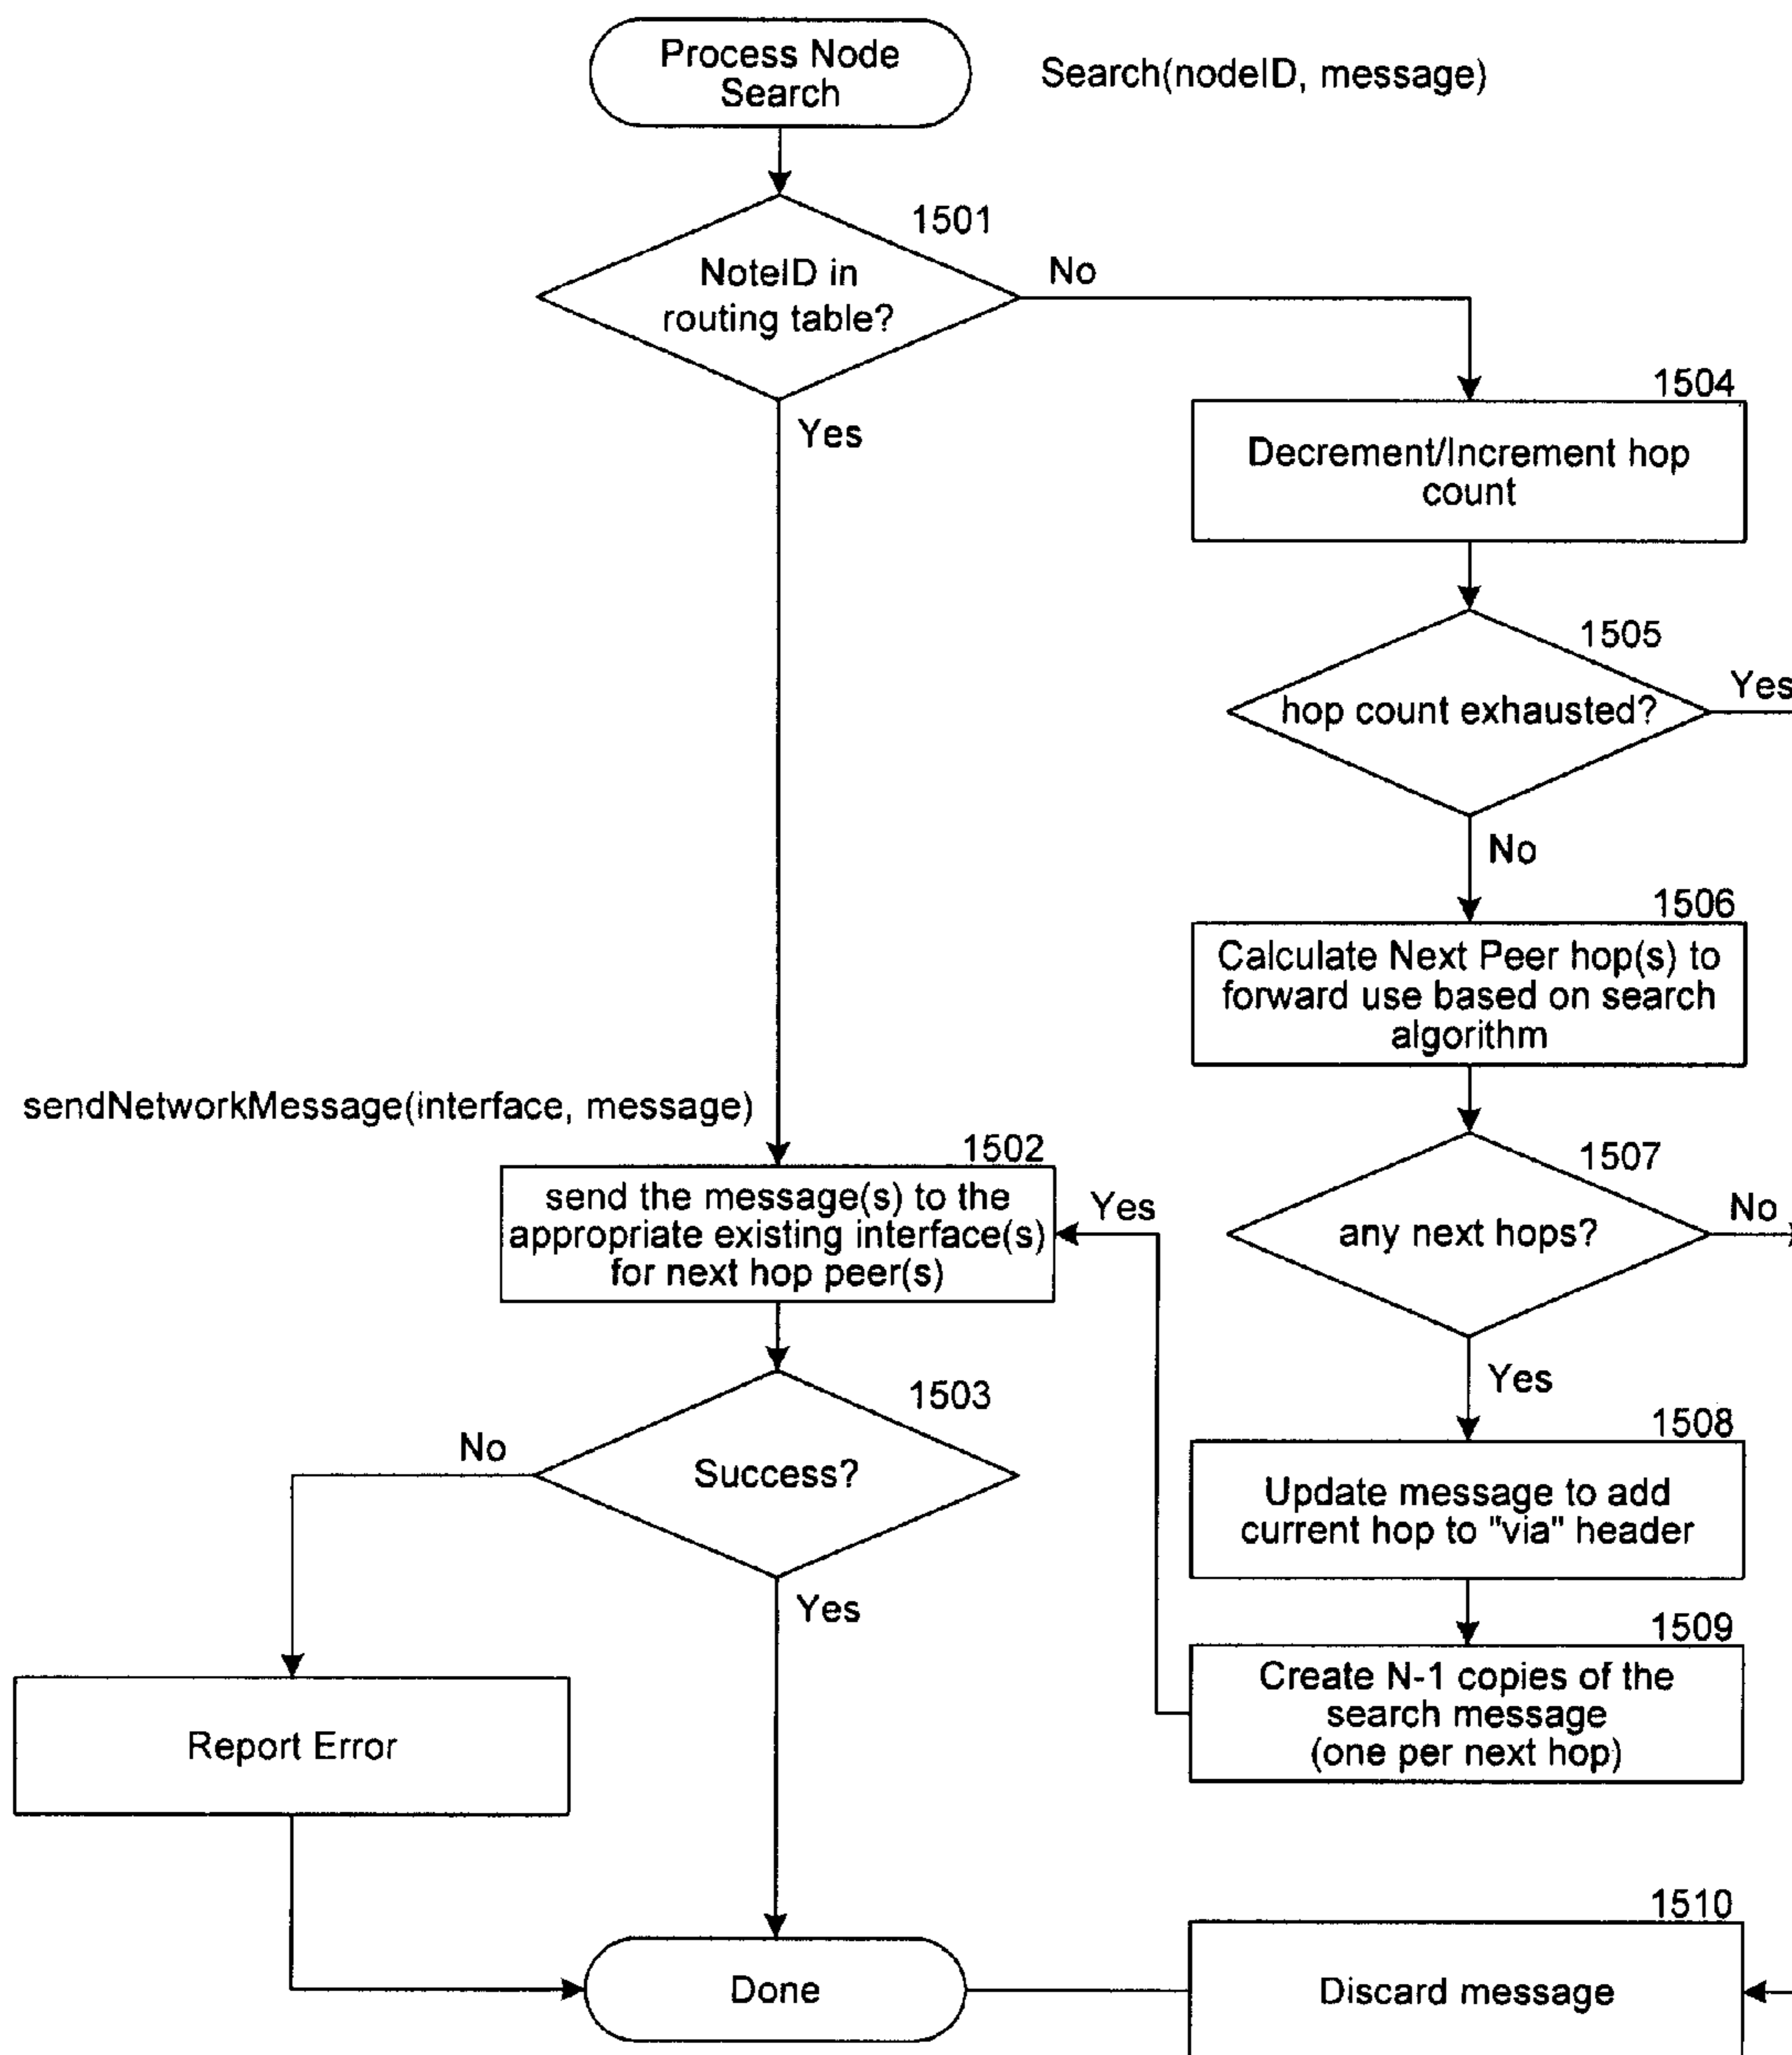 Process Node
Search
Search(nodeID, message)
1501
NoteID in
routing table?
No
Yes
1504
Decrement/Increment hop
count
1505
hop count exhausted?
Yes
No
1506
Calculate Next Peer hop(s) to
forward use based on search
algorithm
sendNetworkMessage(interface, message)
1502
send the message(s) to the
appropriate existing interface(s)
for next hop peer(s)
Yes
1507
any next hops?
No
Yes
1503
Success?
No
Yes
1508
Update message to add
current hop to "via" header
1509
Create N-1 copies of the
search message
(one per next hop)
Report Error
1510
Done
Discard message